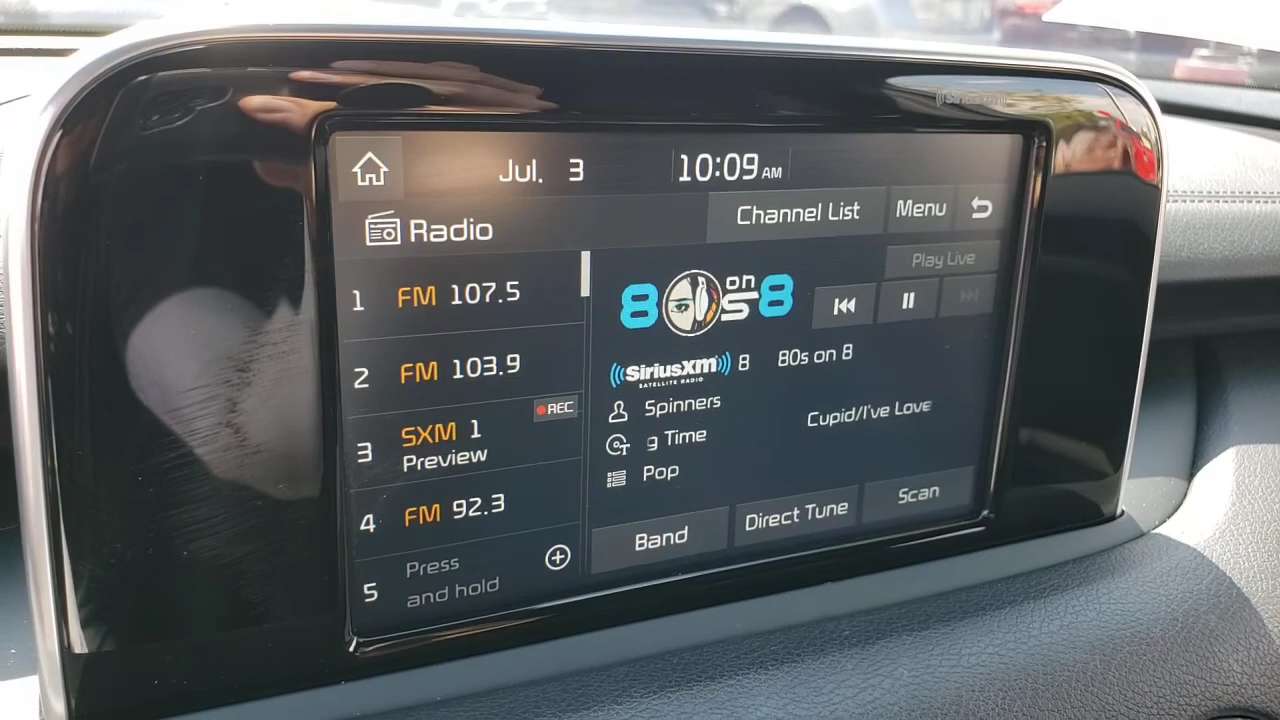 ((SiriusXm))
Jul. 3
10:09 AM
Radio
Channel List
Menu
Play Live
1 FM 107.5
2 FM 103.9
REC
3 SXM 1
Preview
4 FM 92.3
5 Press
and hold
80s on 8
((SiriusXm)) 8 80s on 8
SATELLITE RADIO
Spinners
g Time Cupid/I've Love
Pop
Band
Direct Tune
Scan